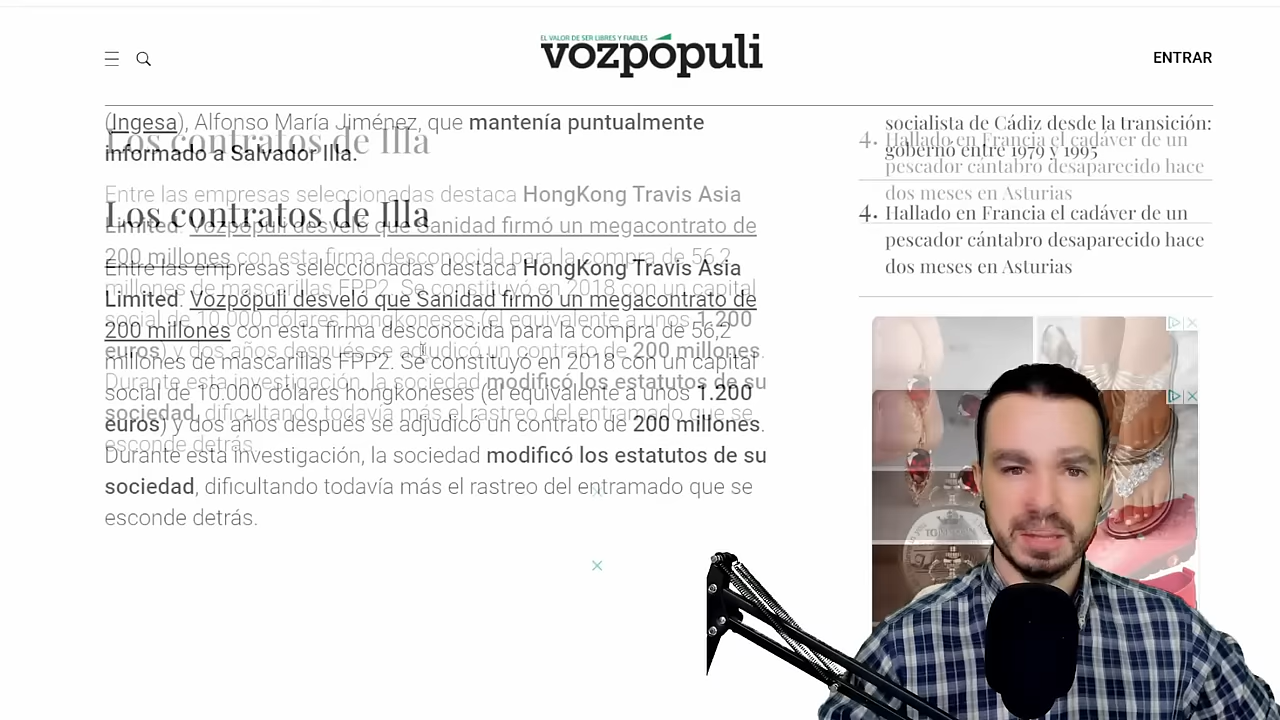 EL VALOR DE SER LIBRES Y FIABLES
vozpópuli
ENTRAR
(Ingesa), Alfonso María Jiménez, que mantenía puntualmente
informado a Salvador Illa.
Los contratos de Illa
Entre las empresas seleccionadas destaca HongKong Travis Asia
Limited. Vozpópuli desveló que Sanidad firmó un megacontrato de
200 millones con esta firma desconocida para la compra de 56,2
millones de mascarillas FPP2. Se constituyó en 2018 con un capital
social de 10.000 dólares hongkoneses (el equivalente a unos 1.200
euros) y dos años después se adjudicó un contrato de 200 millones.
Durante esta investigación, la sociedad modificó los estatutos de su
sociedad, dificultando todavía más el rastreo del entramado que se
esconde detrás.
socialista de Cádiz desde la transición:
gobernó entre 1979 y 1995
4. Hallado en Francia el cadáver de un
pescador cántabro desaparecido hace
dos meses en Asturias